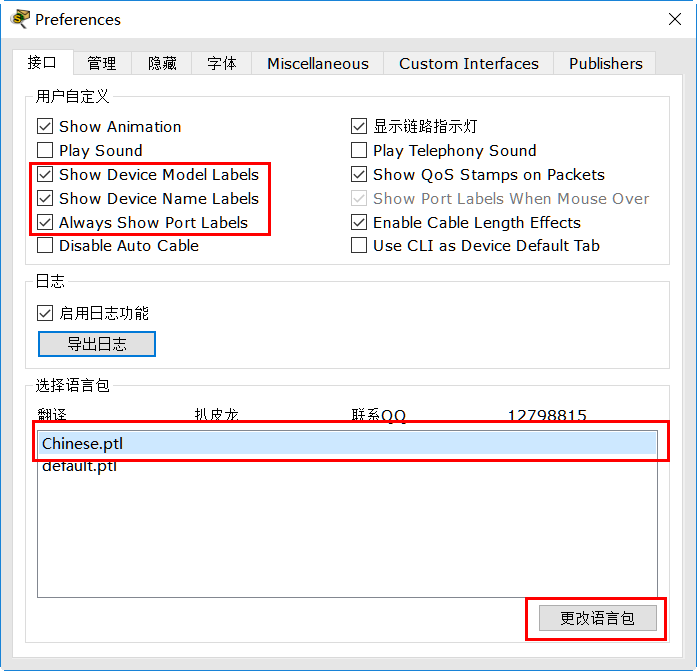 Preferences
接口 管理 隐藏 字体 Miscellaneous Custom Interfaces Publishers
用户自定义
Show Animation 显示链路指示灯
Play Sound Play Telephony Sound
Show Device Model Labels Show QoS Stamps on Packets
Show Device Name Labels Show Port Labels When Mouse Over
Always Show Port Labels Enable Cable Length Effects
Disable Auto Cable Use CLI as Device Default Tab
日志
启用日志功能
导出日志
选择语言包
翻译 扒皮龙 联系QQ 12798815
Chinese.ptl
default.ptl
更改语言包